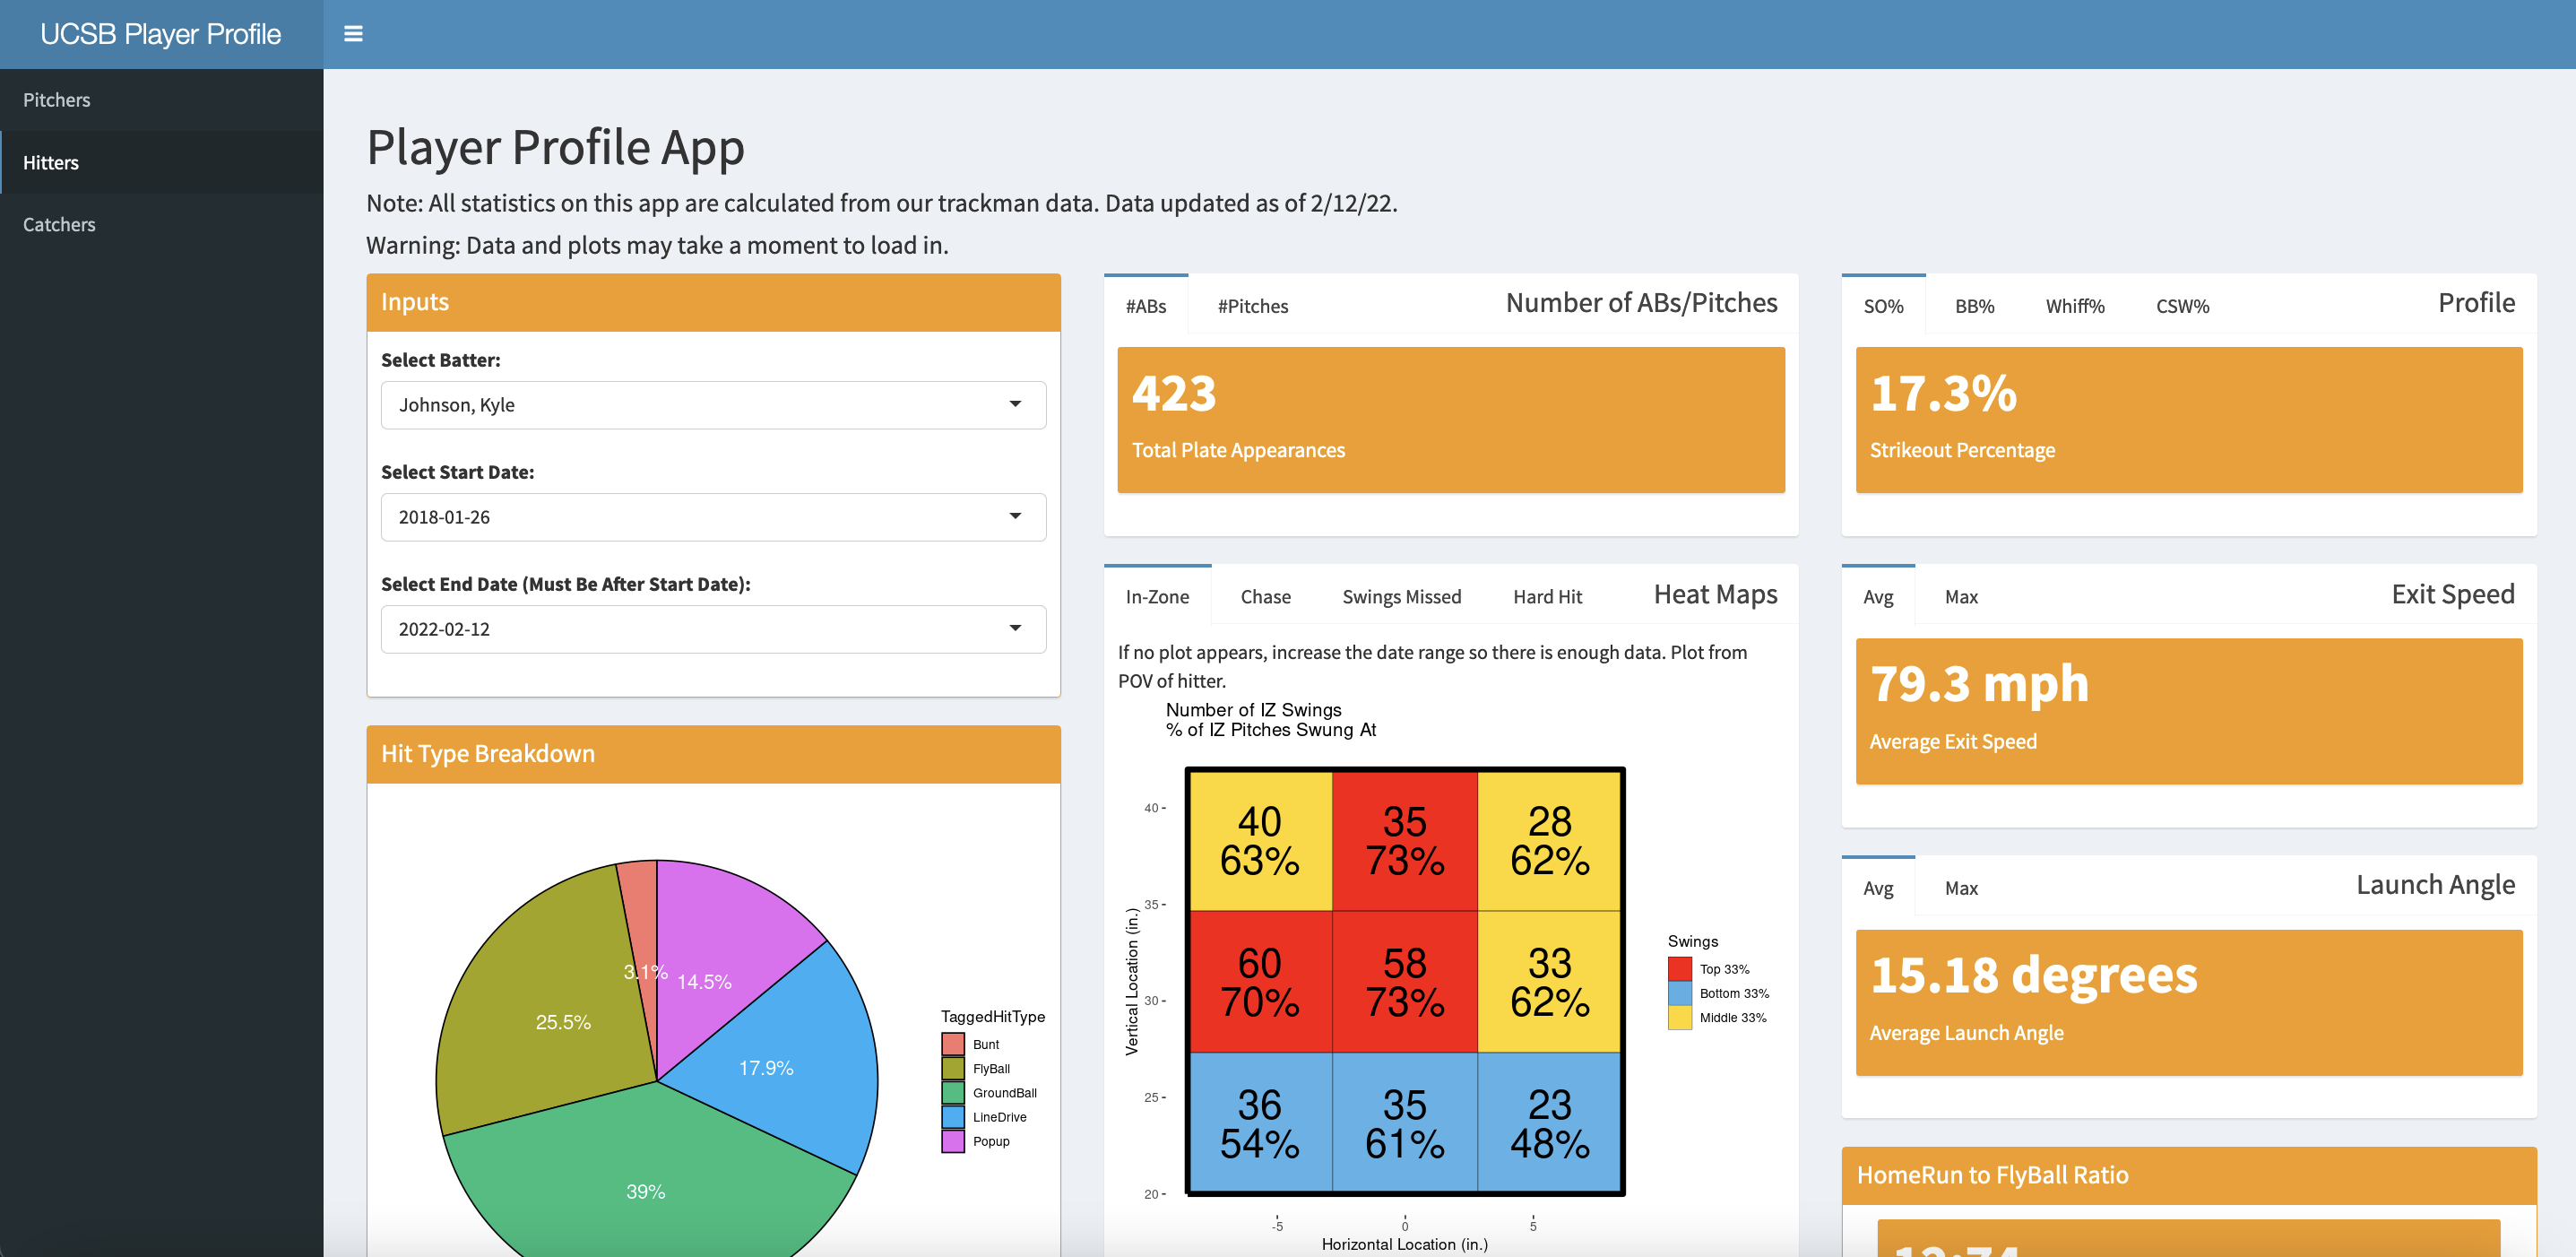 UCSB Player Profile
Pitchers
Hitters
Catchers
Player Profile App
Note: All statistics on this app are calculated from our trackman data. Data updated as of 2/12/22.
Warning: Data and plots may take a moment to load in.
Inputs
Select Batter:
Johnson, Kyle
Select Start Date:
2018-01-26
Select End Date (Must Be After Start Date):
2022-02-12
Hit Type Breakdown
3.1%
14.5%
25.5%
17.9%
39%
TaggedHitType
Bunt
FlyBall
GroundBall
LineDrive
Popup
#ABs #Pitches Number of ABs/Pitches
423
Total Plate Appearances
In-Zone Chase Swings Missed Hard Hit Heat Maps
If no plot appears, increase the date range so there is enough data. Plot from
POV of hitter.
Number of IZ Swings
% of IZ Pitches Swung At
Vertical Location (in.)
40
35
30
25
20
40 35 28
63% 73% 62%
60 58 33
70% 73% 62%
36 35 23
54% 61% 48%
-5 0 5
Horizontal Location (in.)
Swings
Top 33%
Bottom 33%
Middle 33%
SO% BB% Whiff% CSW% Profile
17.3%
Strikeout Percentage
Avg Max Exit Speed
79.3 mph
Average Exit Speed
Avg Max Launch Angle
15.18 degrees
Average Launch Angle
HomeRun to FlyBall Ratio